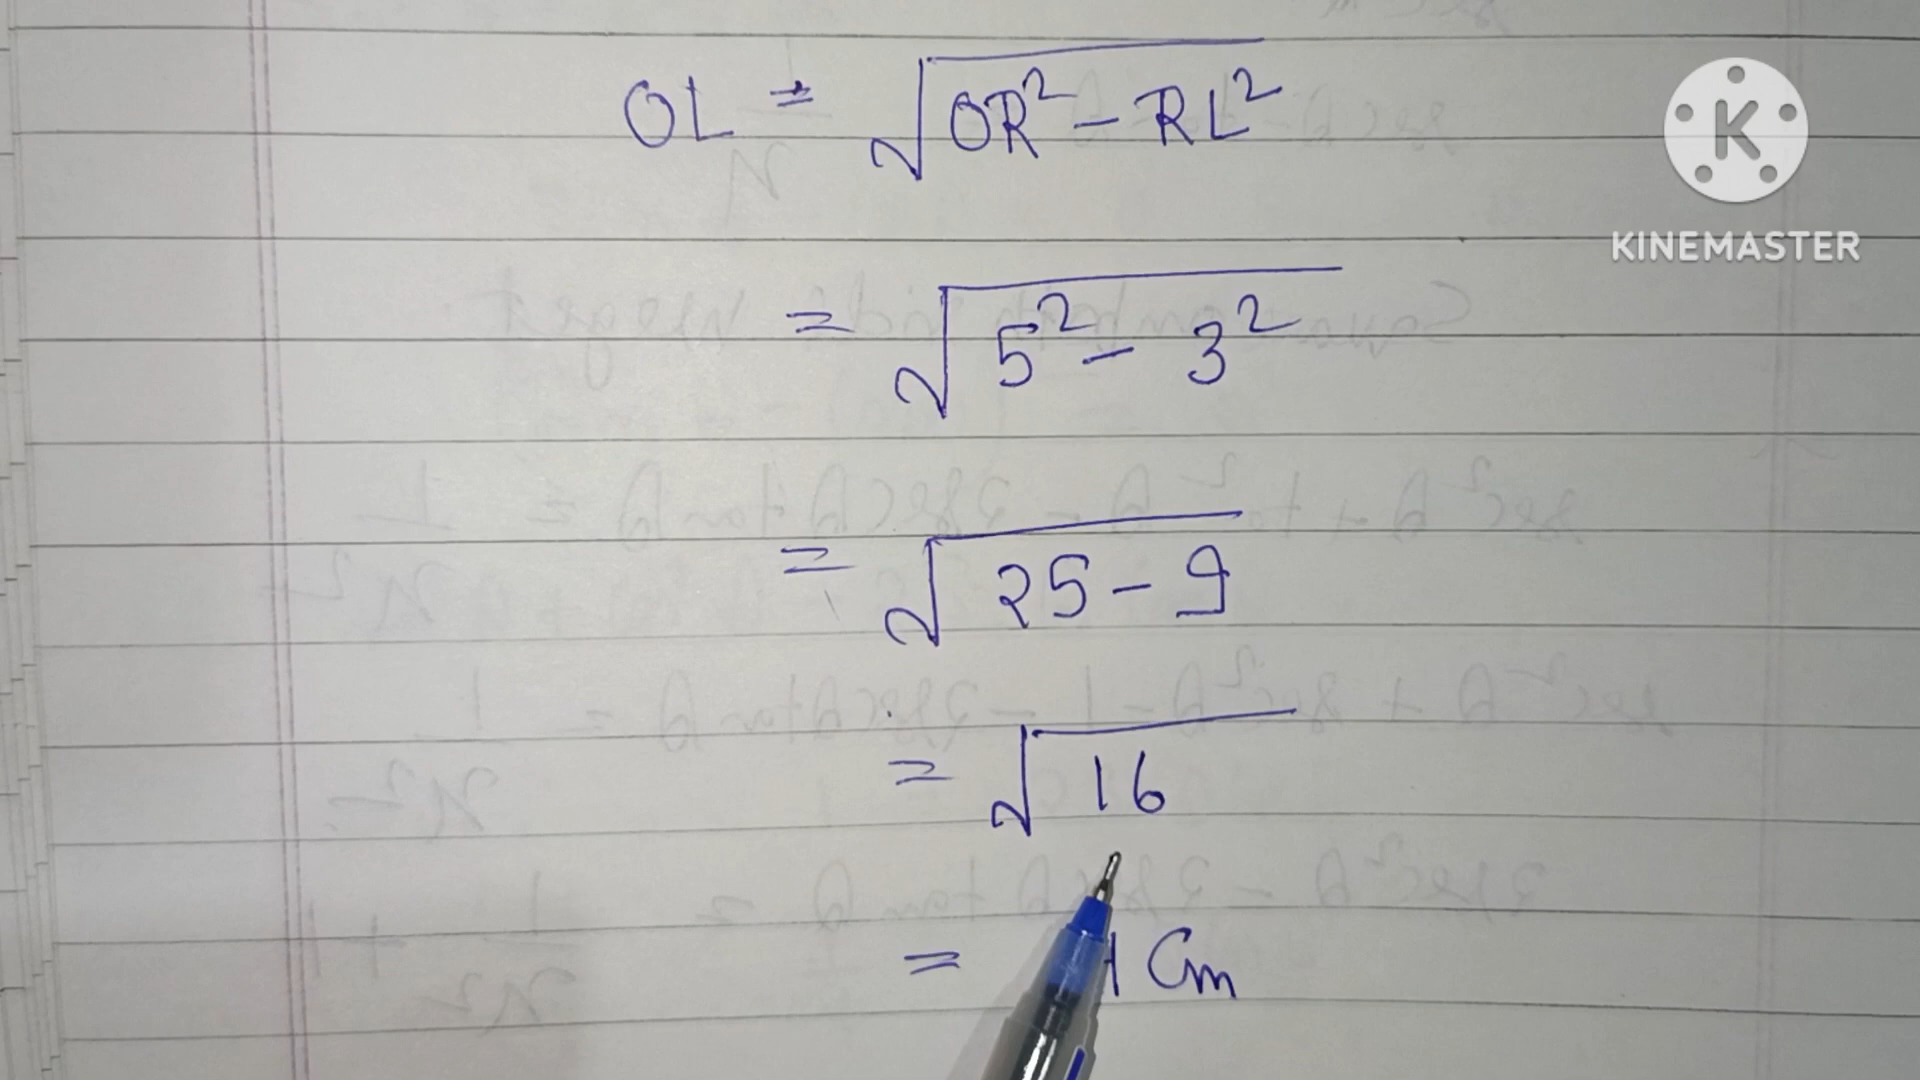 OL = √OR² - RL²
K
KINEMASTER
= √5² - 3²
= √25 - 9
= √16
= Cm